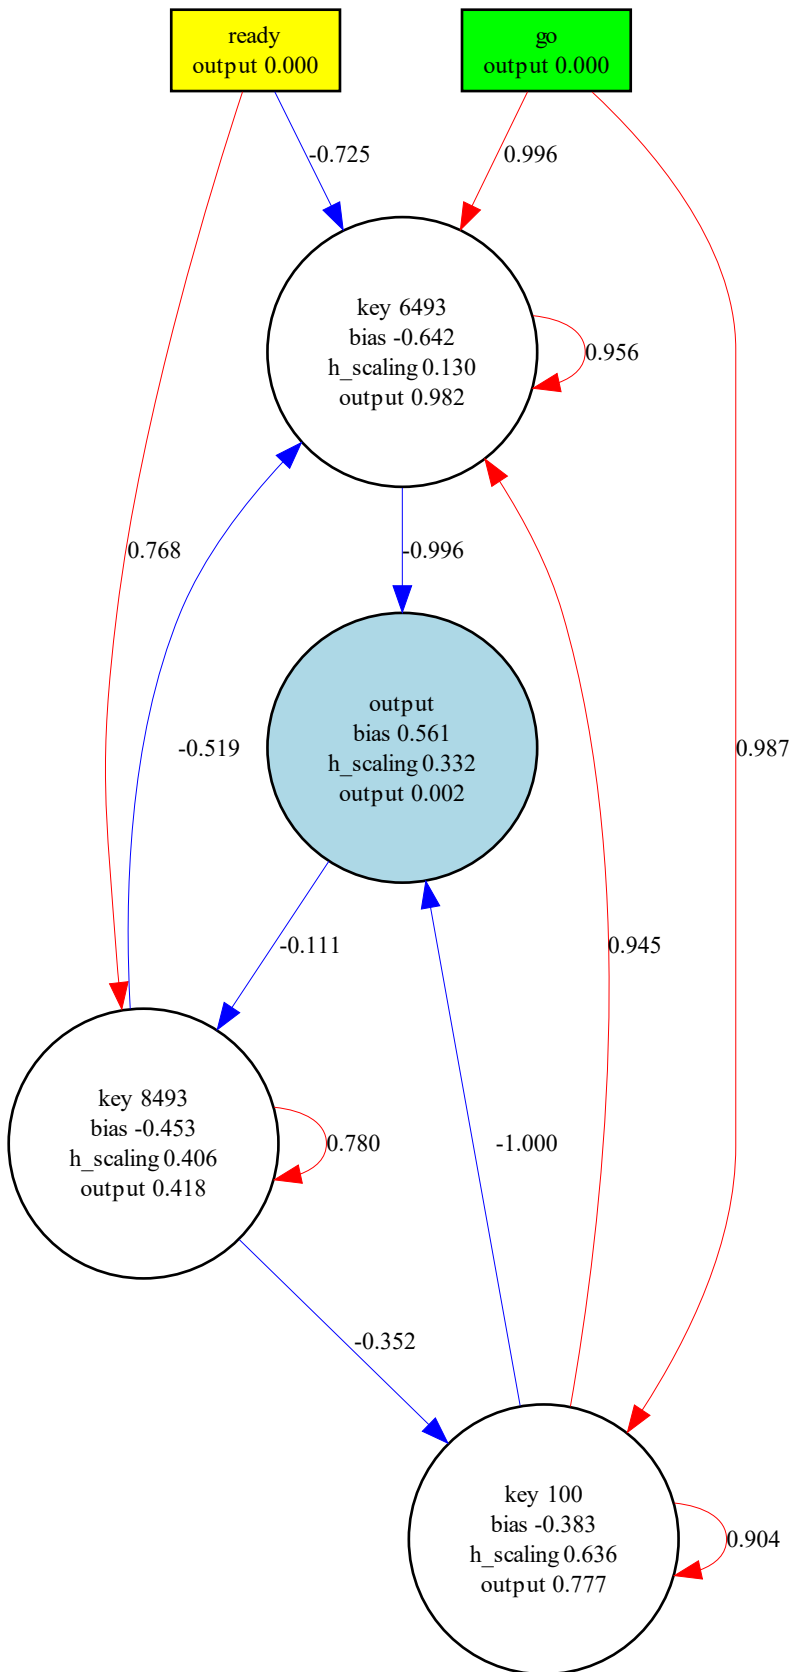 ready
output 0.000
go
output 0.000
-0.725
0.996
key 6493
bias -0.642
h_scaling 0.130
output 0.982
0.956
0.768
-0.996
output
bias 0.561
h_scaling 0.332
output 0.002
-0.519
0.987
-0.111
0.945
key 8493
bias -0.453
h_scaling 0.406
output 0.418
0.780
-1.000
-0.352
key 100
bias -0.383
h_scaling 0.636
output 0.777
0.904